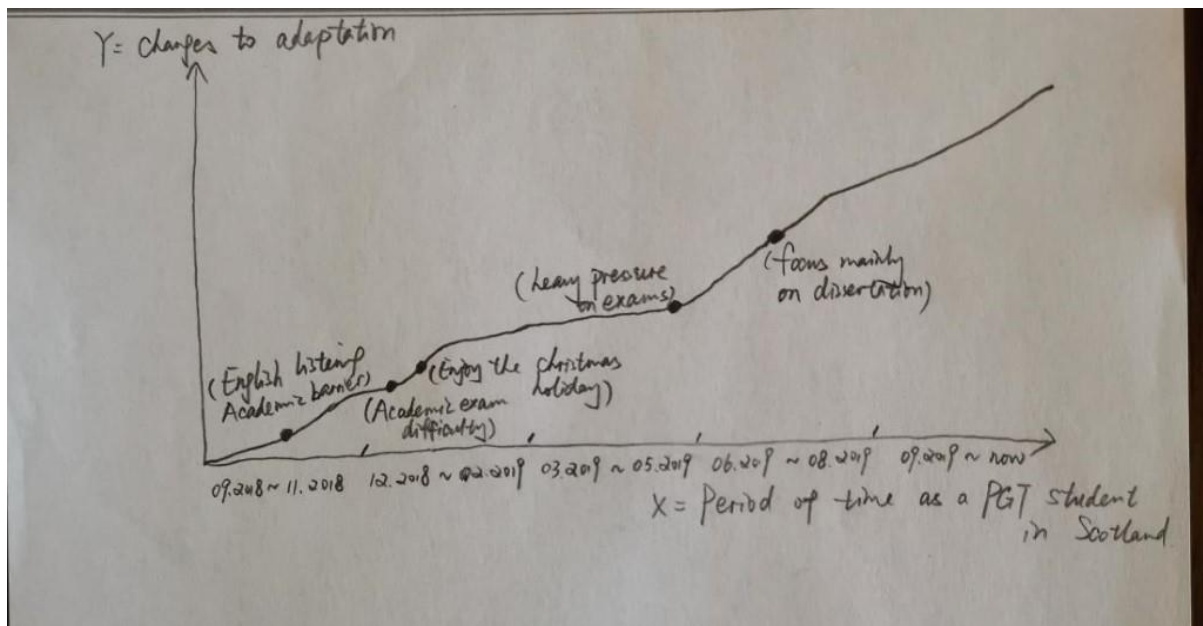 Y= changes to adaptation
(heavy pressure
on exams)
(focus mainly
on dissertation)
(English listening
Academic barrier)
(Enjoy the christmas
holiday)
(Academic exam
difficulty)
09.2018~11.2018 12.2018~02.2019 03.2019~05.2019 06.209~08.2019 09.2019~now
X= Period of time as a PGT student
in Scotland